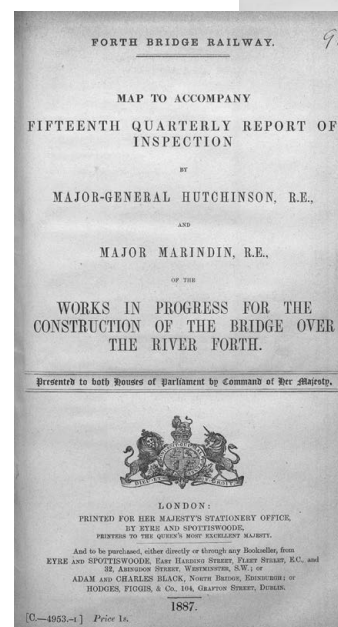 FORTH BRIDGE RAILWAY.
MAP TO ACCOMPANY
FIFTEENTH QUARTERLY REPORT OF
INSPECTION
BY
MAJOR-GENERAL HUTCHINSON, R.E.,
AND
MAJOR MARINDIN, R.E.,
OF THE
WORKS IN PROGRESS FOR THE
CONSTRUCTION OF THE BRIDGE OVER
THE RIVER FORTH.
Presented to both Houses of Parliament by Command of Her Majesty.
LONDON:
PRINTED FOR HER MAJESTY'S STATIONERY OFFICE,
BY EYRE AND SPOTTISWOODE,
PRINTERS TO THE QUEEN'S MOST EXCELLENT MAJESTY.
And to be purchased, either directly or through any Bookseller, from
EYRE AND SPOTTISWOODE, EAST HARDING STREET, FLEET STREET, E.C., and
32, ABINGDON STREET, WESTMINSTER, S.W.; or
ADAM AND CHARLES BLACK, NORTH BRIDGE, EDINBURGH; or
HODGES, FIGGIS, & Co., 104, GRAFTON STREET, DUBLIN.
1887.
[C.—4953.-I.] Price 1s.